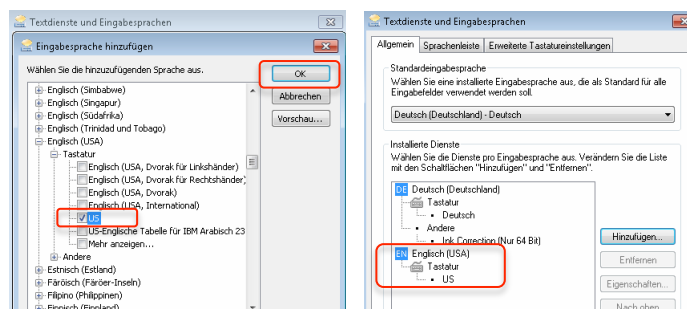 Textdienste und Eingabesprachen
Eingabesprache hinzufügen
Wählen Sie die hinzuzufügenden Sprache aus.
OK
Abbrechen
Vorschau...
Englisch (Simbabwe)
Englisch (Singapur)
Englisch (Südafrika)
Englisch (Trinidad und Tobago)
Englisch (USA)
Tastatur
Englisch (USA, Dvorak für Linkshänder)
Englisch (USA, Dvorak für Rechtshänder)
Englisch (USA, Dvorak)
Englisch (USA, International)
US
US-Englische Tabelle für IBM Arabisch 23
Mehr anzeigen...
Andere
Estnisch (Estland)
Färöisch (Färöer-Inseln)
Filipino (Philippinen)
Finnisch (Finnland)
Textdienste und Eingabesprachen
Allgemein Sprachenleiste Erweiterte Tastatureinstellungen
Standardeingabesprache
Wählen Sie eine installierte Eingabesprache aus, die als Standard für alle
Eingabefelder verwendet werden soll.
Deutsch (Deutschland) - Deutsch
Installierte Dienste
Wählen Sie die Dienste pro Eingabesprache aus. Verändern Sie die Liste
mit den Schaltflächen "Hinzufügen" und "Entfernen".
DE Deutsch (Deutschland)
Tastatur
Deutsch
Andere
Ink Correction (Nur 64 Bit)
EN Englisch (USA)
Tastatur
US
Hinzufügen...
Entfernen
Eigenschaften...
Nach oben